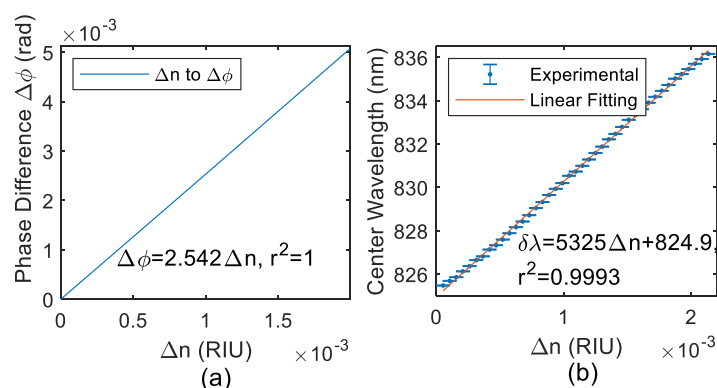 × 10⁻³
5
4
3
2
1
0
Phase Difference Δϕ (rad)
Δn to Δϕ
Δϕ=2.542Δn, r²=1
0 0.5 1 1.5
Δn (RIU) × 10⁻³
(a)
836
834
832
830
828
826
Center Wavelength (nm)
Experimental
Linear Fitting
δλ=5325Δn+824.9,
r²=0.9993
0 1 2
Δn (RIU) × 10⁻³
(b)